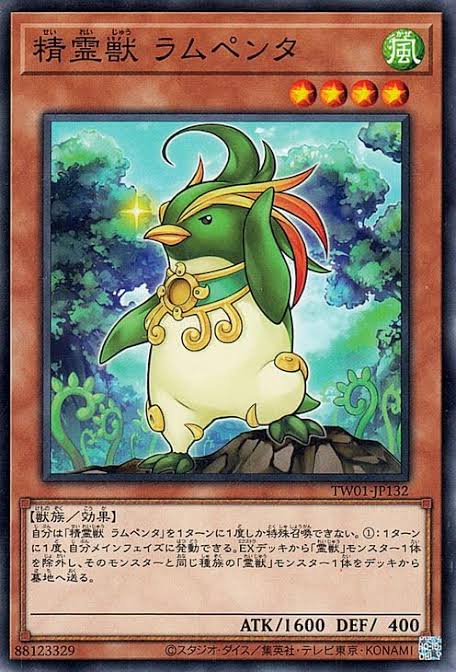 精霊獣 ラムペンタ
風
TW01-JP132
【獣族/効果】
自分は「精霊獣 ラムペンタ」を1ターンに1度しか特殊召喚できない。①:1ターン
に1度、自分メインフェイズに発動できる。EXデッキから「霊獣」モンスター1体
を除外し、そのモンスターと同じ種族の「霊獣」モンスター1体をデッキから
墓地へ送る。
ATK/1600 DEF/ 400
88123329 ©スタジオ・ダイス/集英社・テレビ東京・KONAMI